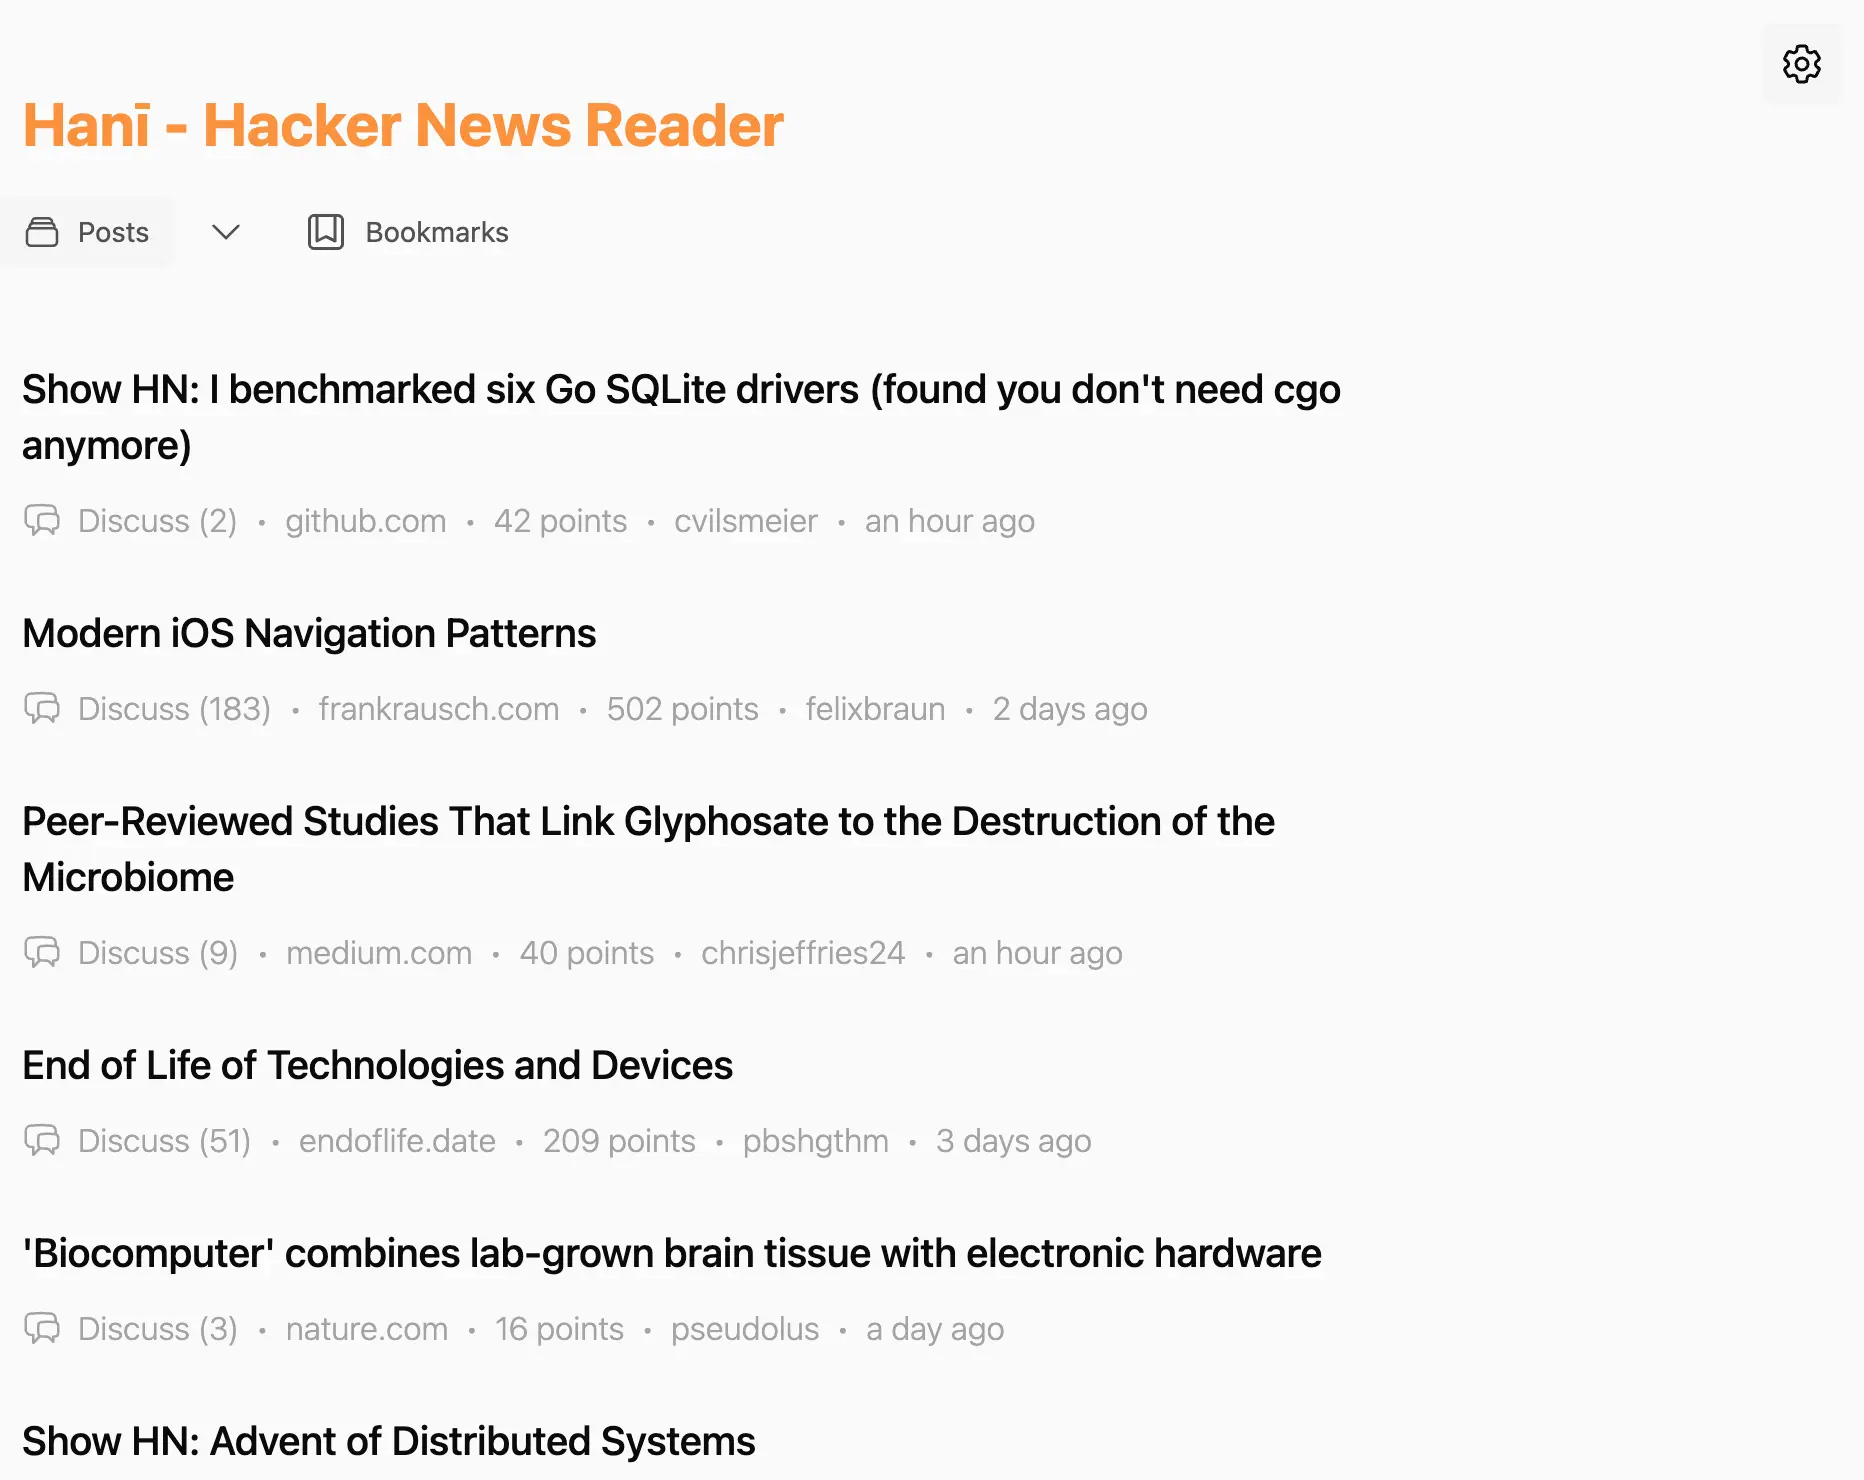 Hanī - Hacker News Reader
Posts
Bookmarks
Show HN: I benchmarked six Go SQLite drivers (found you don't need cgo
anymore)
Discuss (2) • github.com • 42 points • cvilsmeier • an hour ago
Modern iOS Navigation Patterns
Discuss (183) • frankrausch.com • 502 points • felixbraun • 2 days ago
Peer-Reviewed Studies That Link Glyphosate to the Destruction of the
Microbiome
Discuss (9) • medium.com • 40 points • chrisjeffries24 • an hour ago
End of Life of Technologies and Devices
Discuss (51) • endoflife.date • 209 points • pbshgthm • 3 days ago
'Biocomputer' combines lab-grown brain tissue with electronic hardware
Discuss (3) • nature.com • 16 points • pseudolus • a day ago
Show HN: Advent of Distributed Systems